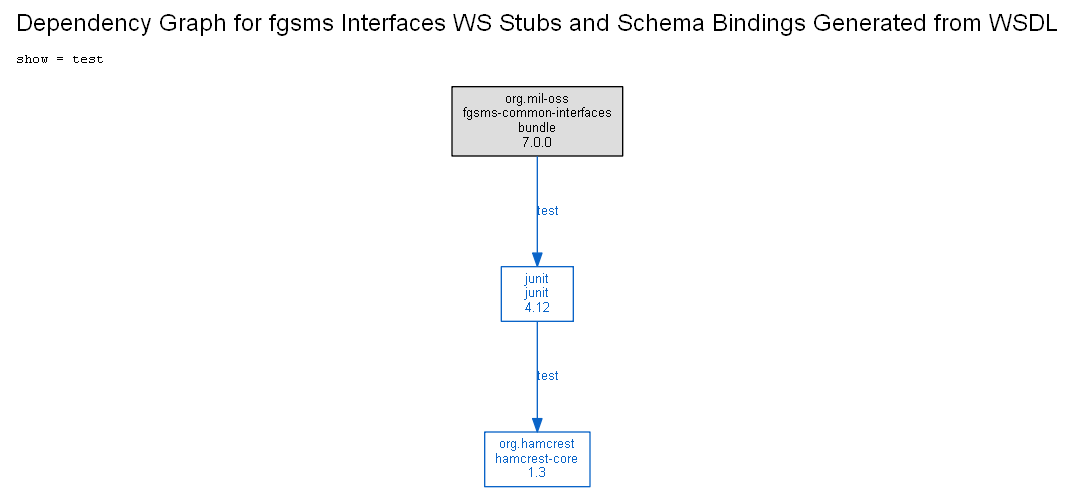 Dependency Graph for fgsms Interfaces WS Stubs and Schema Bindings Generated from WSDL
show = test
org.mil-oss
fgsms-common-interfaces
bundle
7.0.0
test
junit
junit
4.12
test
org.hamcrest
hamcrest-core
1.3